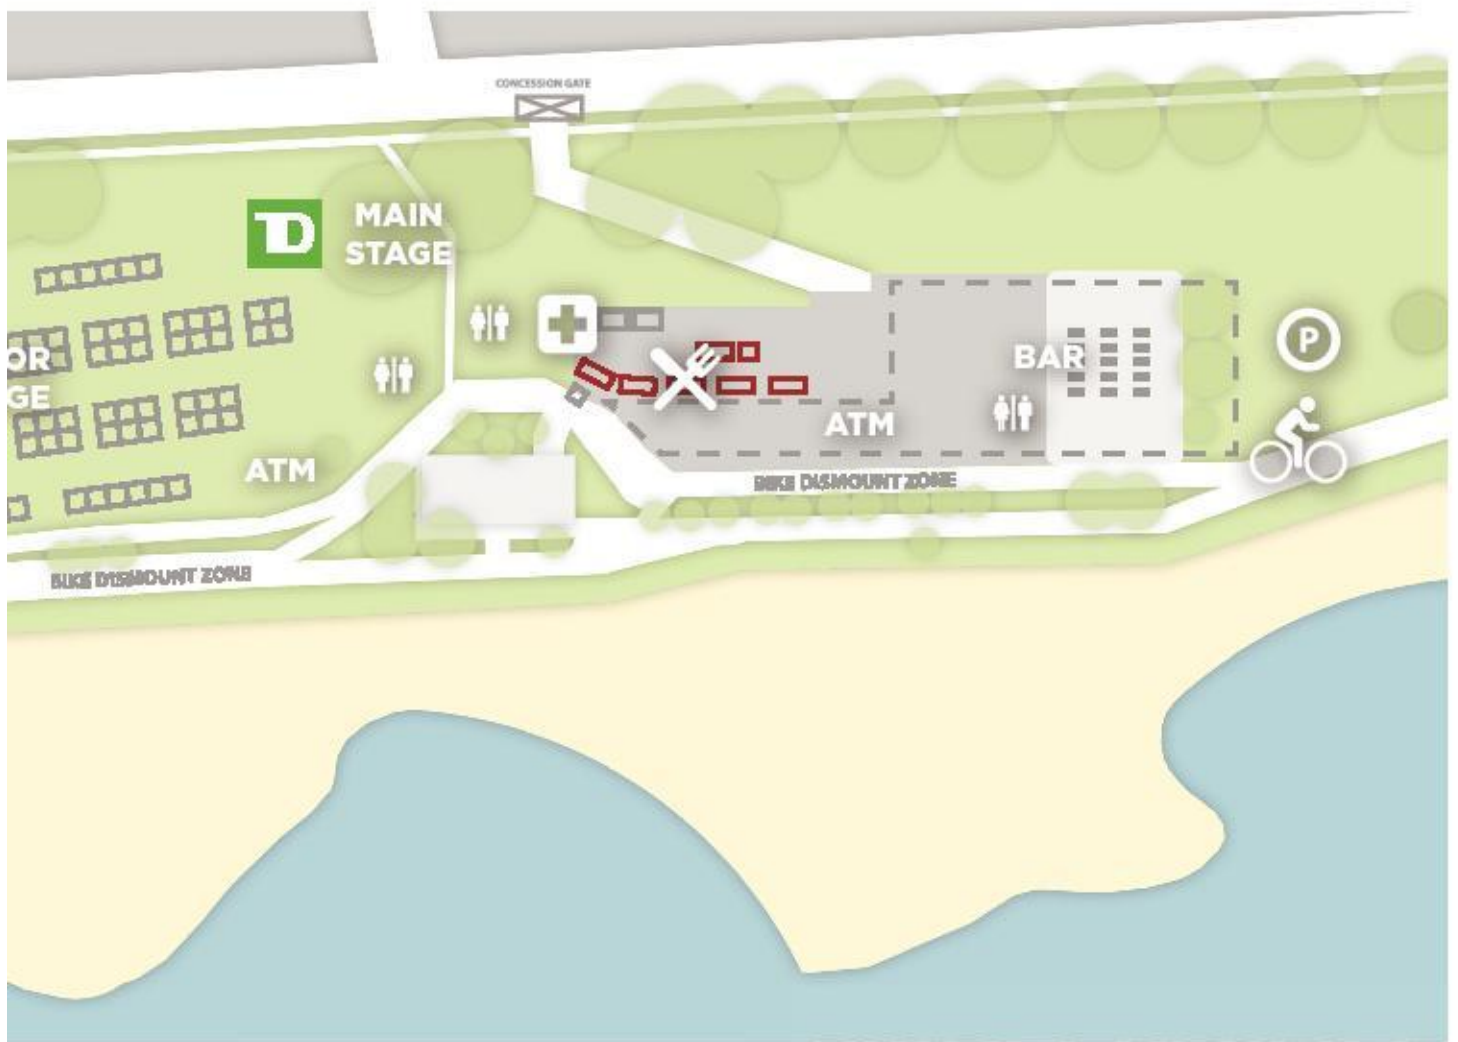 CONCESSION GATE
TD
MAIN
STAGE
OR
GE
P
BAR
ATM
ATM
BIKE DISMOUNT ZONE
BIKE DISMOUNT ZONE